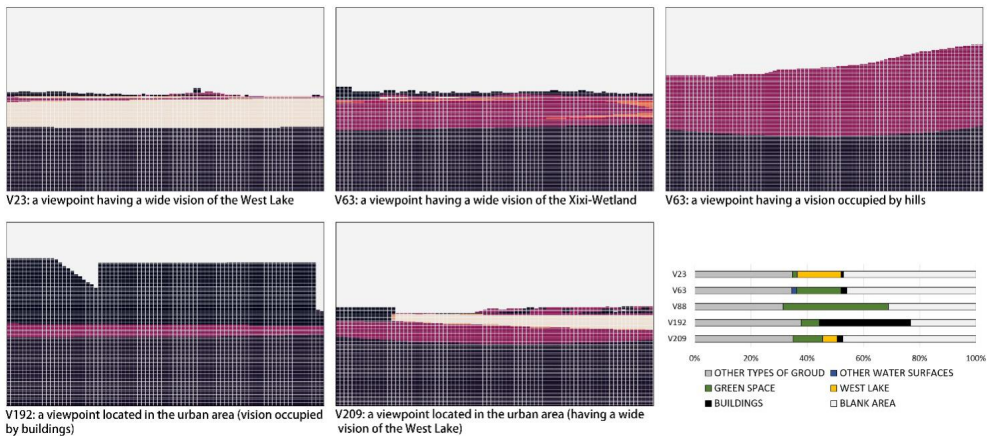 V23: a viewpoint having a wide vision of the West Lake
V63: a viewpoint having a wide vision of the Xixi-Wetland
V63: a viewpoint having a vision occupied by hills
V192: a viewpoint located in the urban area (vision occupied
by buildings)
V209: a viewpoint located in the urban area (having a wide
vision of the West Lake)
V23
V63
V88
V192
V209
0% 20% 40% 60% 80% 100%
OTHER TYPES OF GROUD OTHER WATER SURFACES
GREEN SPACE WEST LAKE
BUILDINGS BLANK AREA